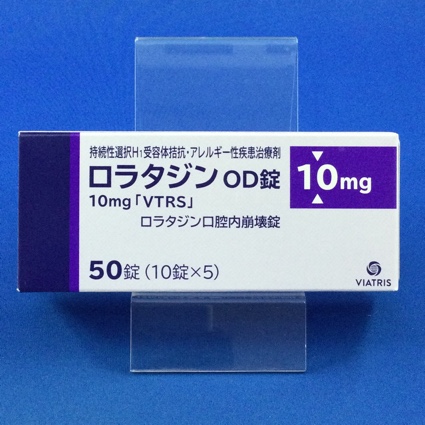 持続性選択H₁受容体拮抗・アレルギー性疾患治療剤
ロラタジンOD錠
10mg「VTRS」
ロラタジン口腔内崩壊錠
10mg
50錠(10錠×5)
VIATRIS